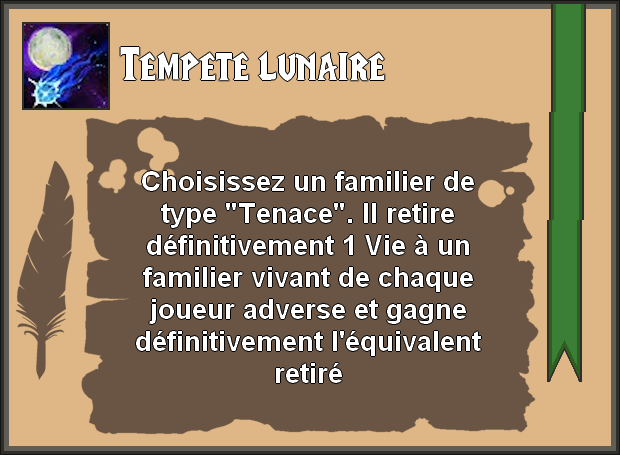 Tempete lunaire
Choisissez un familier de
type "Tenace". Il retire
définitivement 1 Vie à un
familier vivant de chaque
joueur adverse et gagne
définitivement l'équivalent
retiré